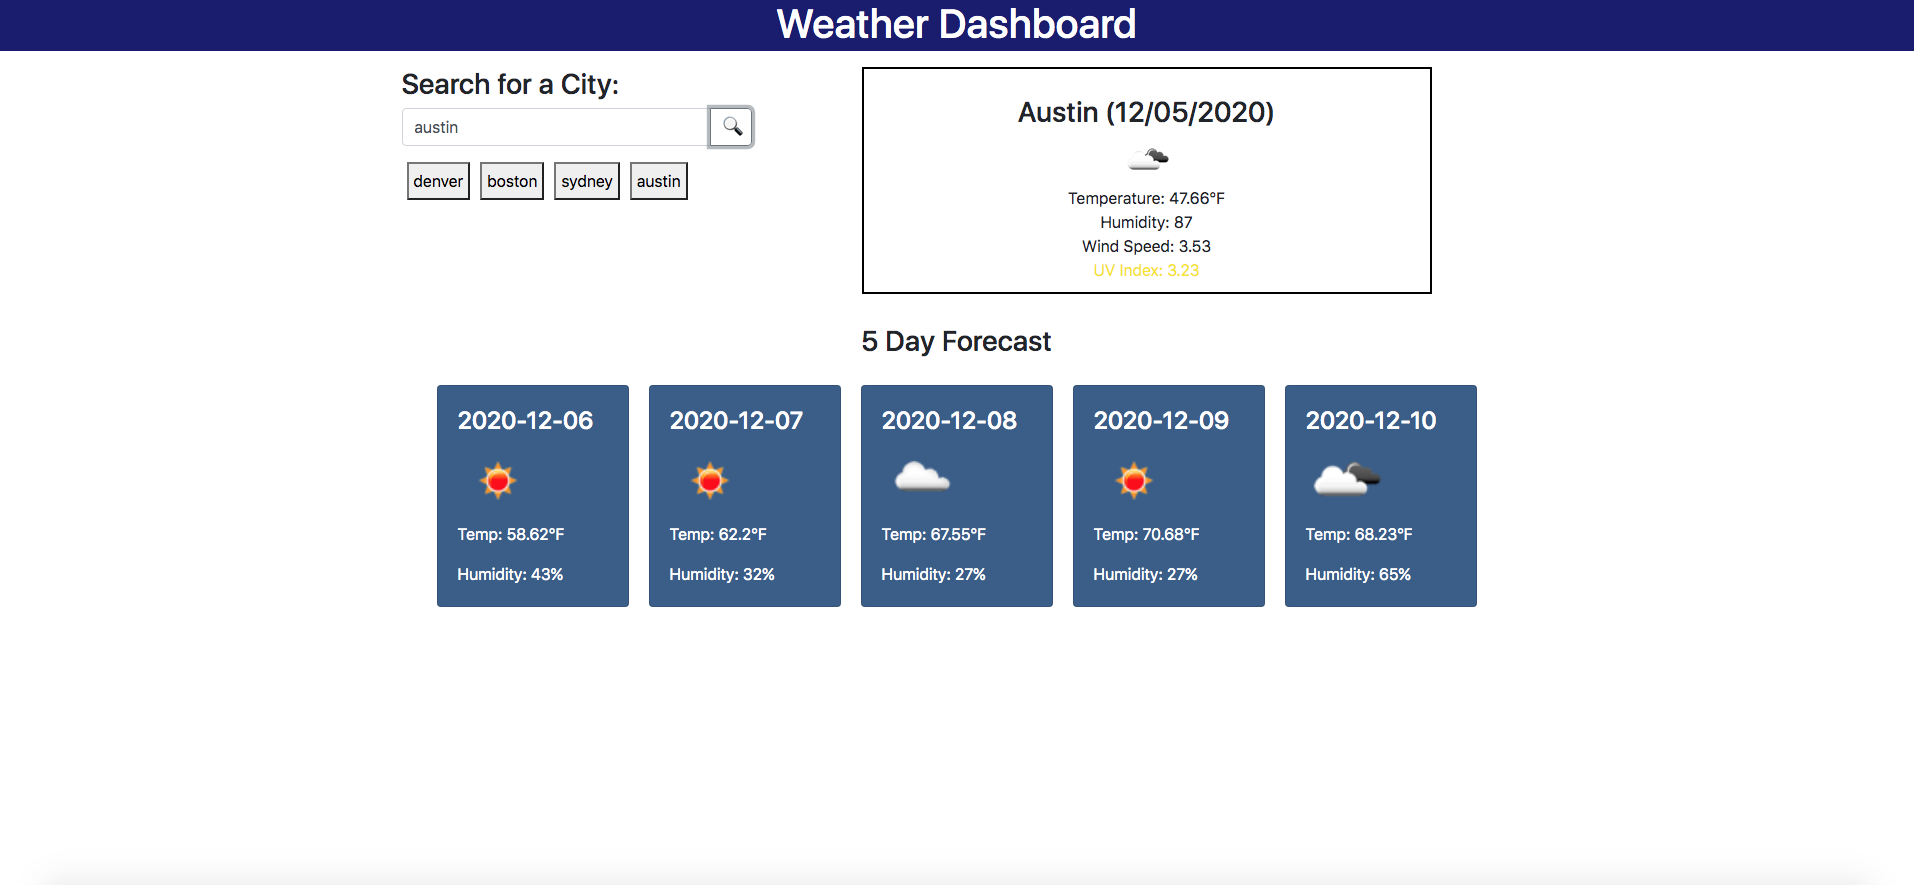 Weather Dashboard
Search for a City:
austin
denver boston sydney austin
Austin (12/05/2020)
Temperature: 47.66°F
Humidity: 87
Wind Speed: 3.53
UV Index: 3.23
5 Day Forecast
2020-12-06
Temp: 58.62°F
Humidity: 43%
2020-12-07
Temp: 62.2°F
Humidity: 32%
2020-12-08
Temp: 67.55°F
Humidity: 27%
2020-12-09
Temp: 70.68°F
Humidity: 27%
2020-12-10
Temp: 68.23°F
Humidity: 65%